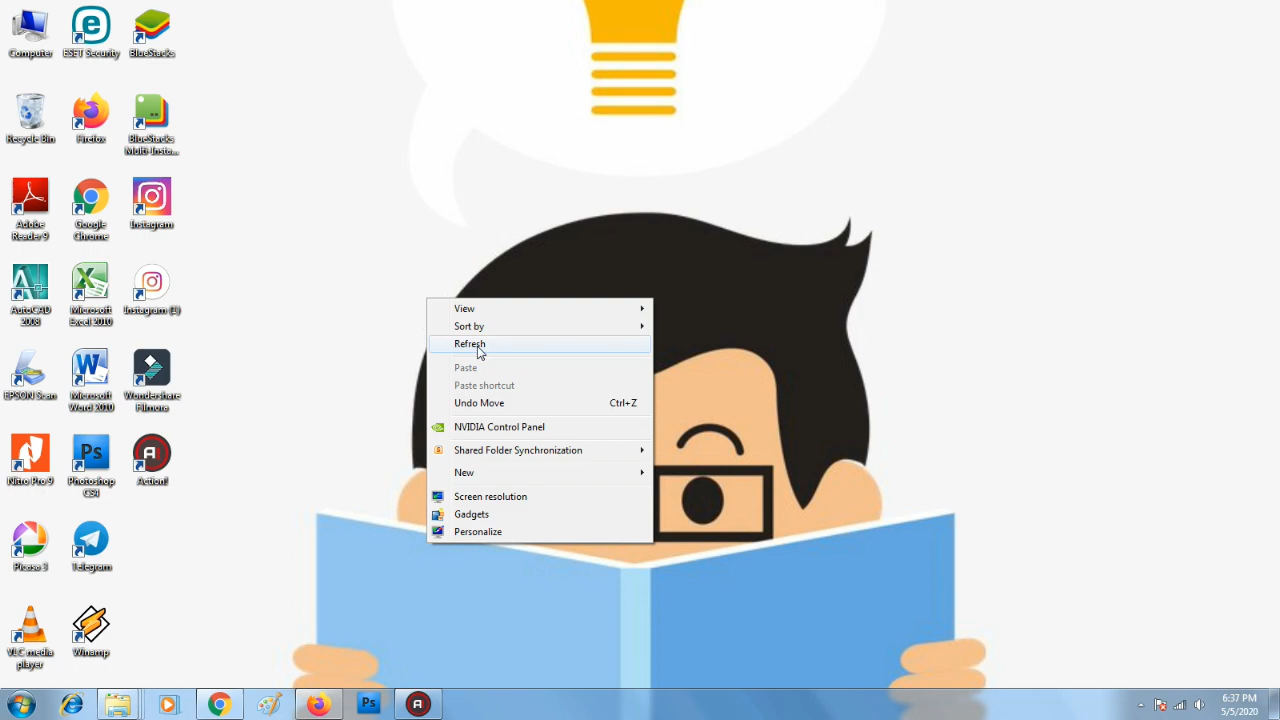 Computer
ESET Security
BlueStacks
Recycle Bin
Firefox
BlueStacks
Multi-Insta...
Adobe
Reader 9
Google
Chrome
Instagram
AutoCAD
2008
Microsoft
Excel 2010
Instagram (1)
EPSON Scan
Microsoft
Word 2010
Wondershare
Filmora
Nitro Pro 9
Photoshop
CS4
Action!
Picasa 3
Telegram
VLC media
player
Winamp
View
Sort by
Refresh
Paste
Paste shortcut
Undo Move Ctrl+Z
NVIDIA Control Panel
Shared Folder Synchronization
New
Screen resolution
Gadgets
Personalize
Ps
6:37 PM
5/5/2020